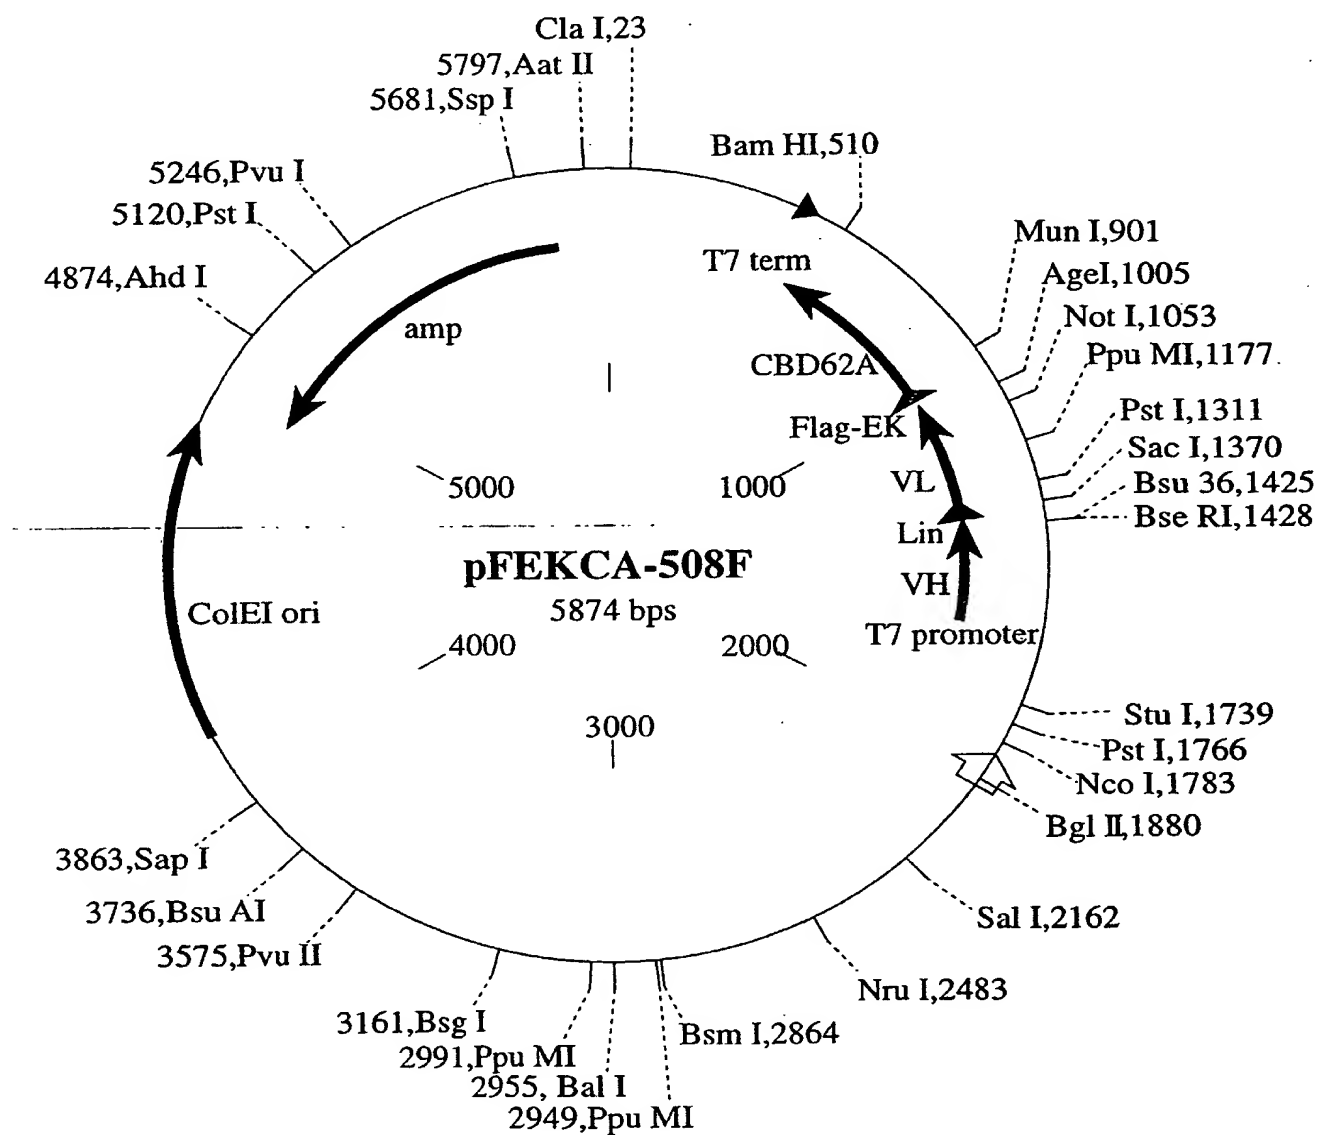 Cla I,23
5797,Aat II
5681,Ssp I
Bam HI,510
5246,Pvu I
5120,Pst I
4874,Ahd I
Mun I,901
AgeI,1005
Not I,1053
Ppu MI,1177
Pst I,1311
Sac I,1370
Bsu 36,1425
Bse RI,1428
T7 term
amp
CBD62A
Flag-EK
VL
Lin
VH
T7 promoter
5000
1000
pFEKCA-508F
5874 bps
ColEI ori
4000
2000
3000
Stu I,1739
Pst I,1766
Nco I,1783
Bgl II,1880
Sal I,2162
Nru I,2483
Bsm I,2864
3863,Sap I
3736,Bsu AI
3575,Pvu II
3161,Bsg I
2991,Ppu MI
2955, Bal I
2949,Ppu MI